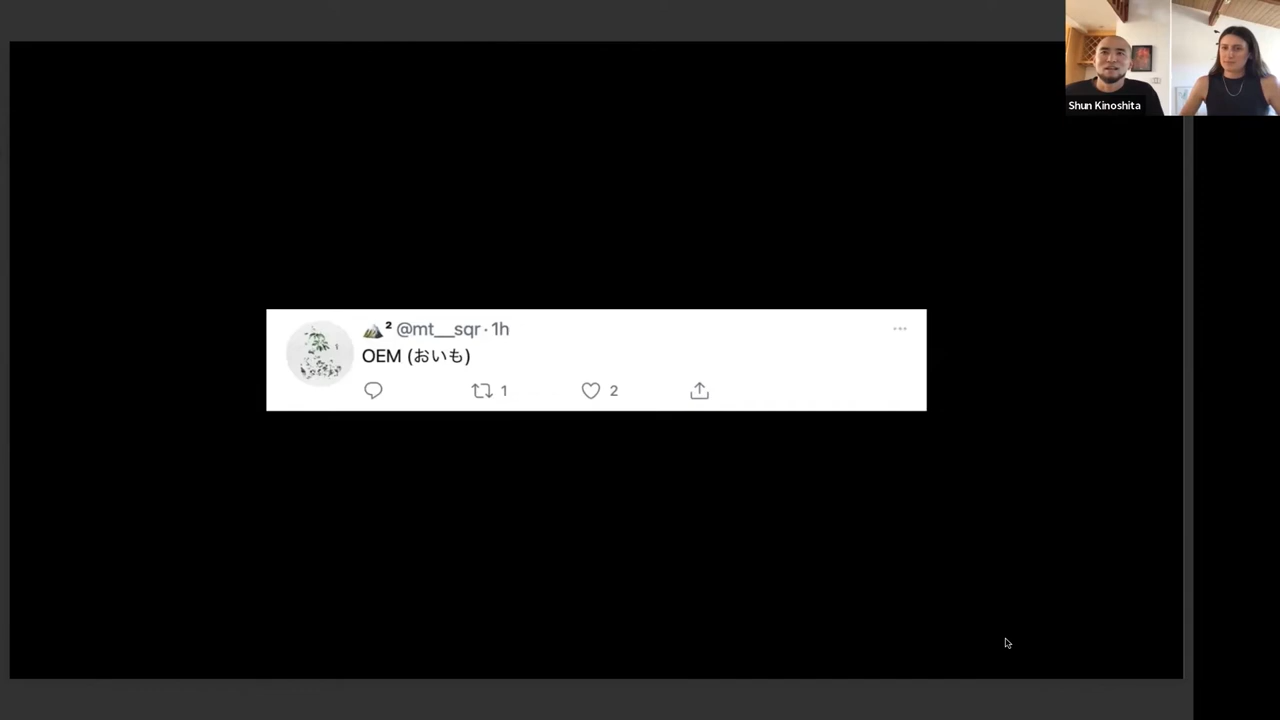 Shun Kinoshita
⛰² @mt__sqr · 1h
OEM (おいも)
1 2